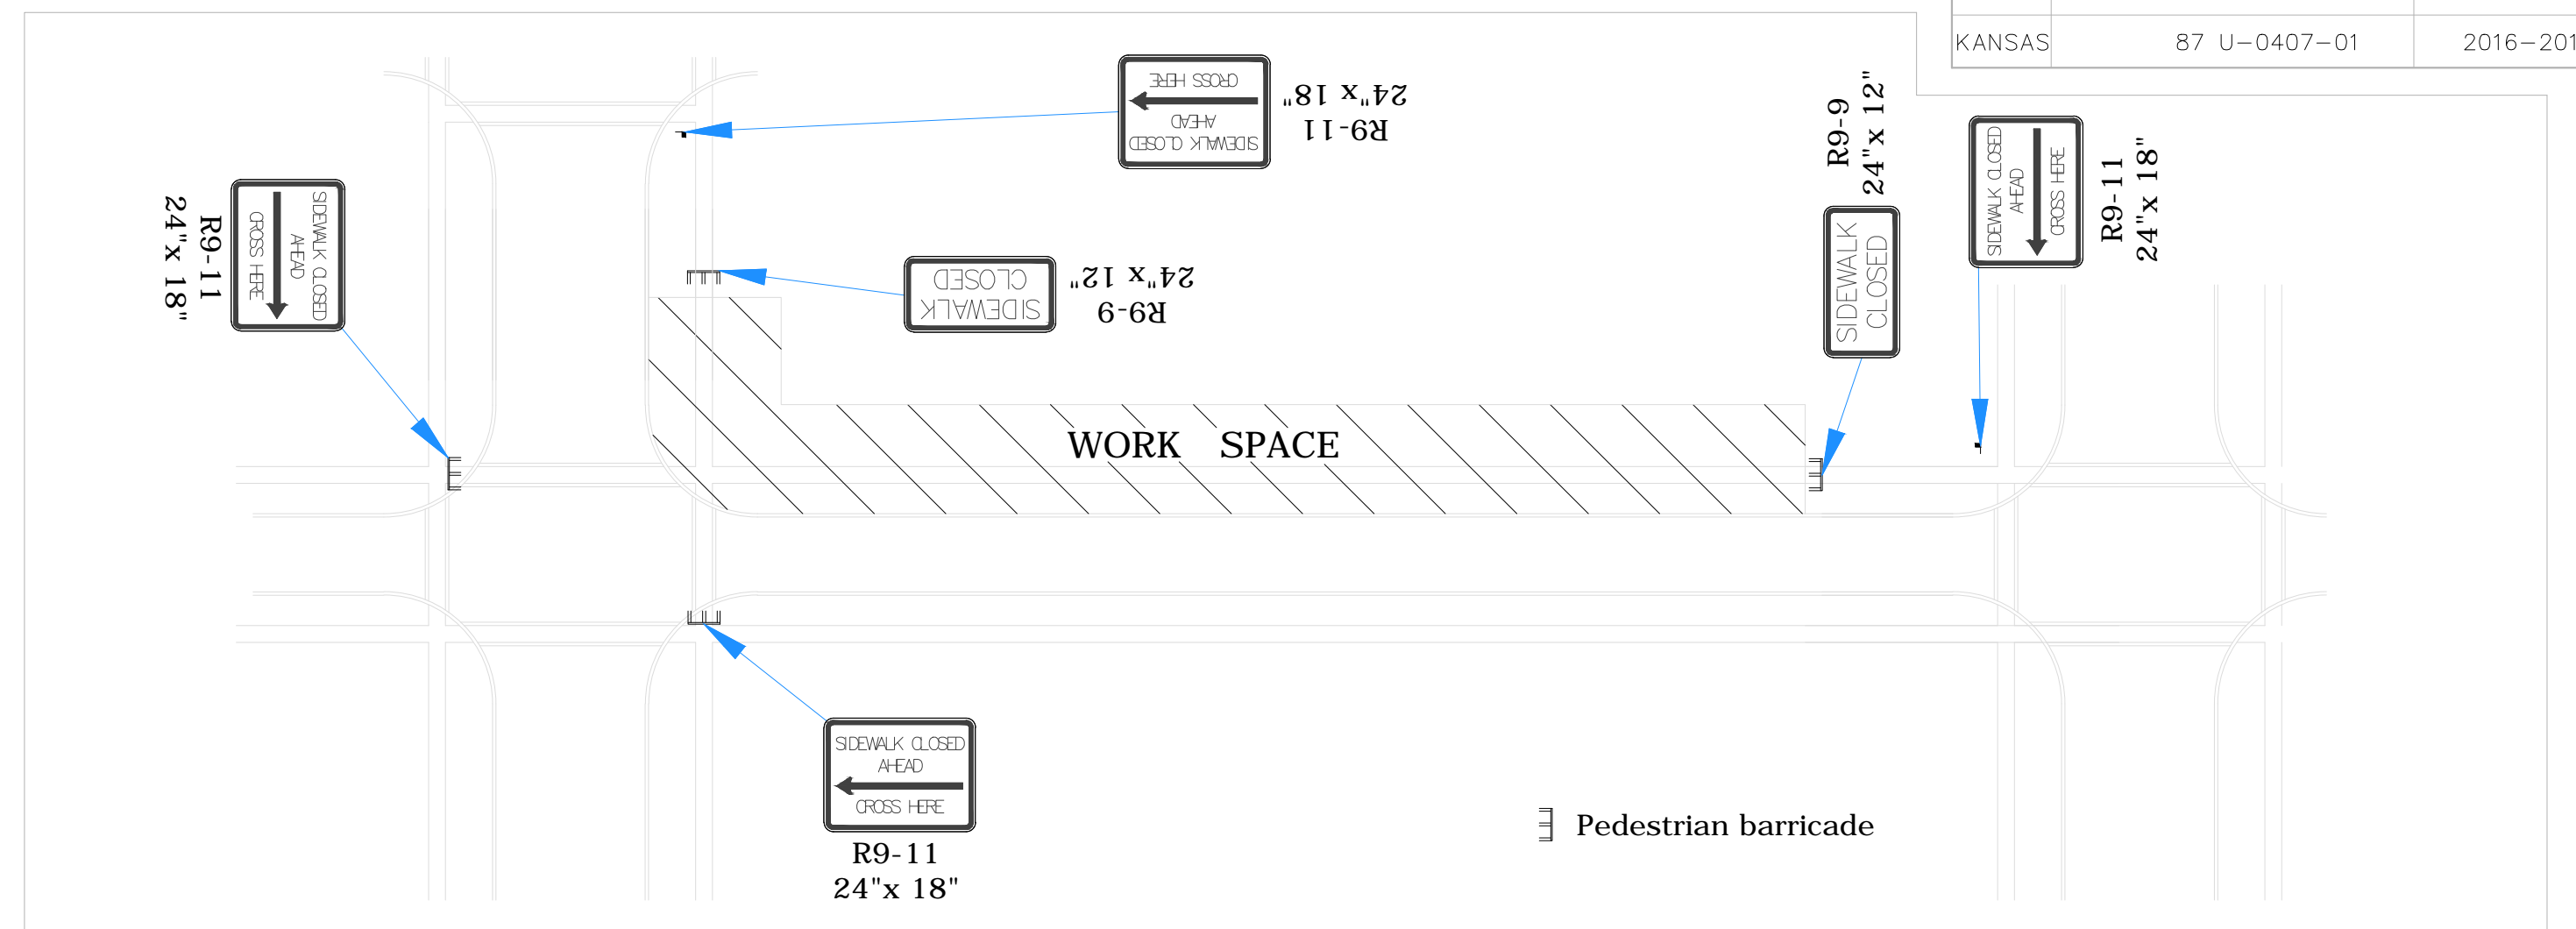 KANSAS 87 U-0407-01
SIDEWALK CLOSED
AHEAD
CROSS HERE
R9-11
24"x 18"
R9-9
24"x 12"
SIDEWALK
CLOSED
SIDEWALK CLOSED
AHEAD
CROSS HERE
R9-11
24"x 18"
SIDEWALK CLOSED
AHEAD
CROSS HERE
R9-11
24"x 18"
SIDEWALK
CLOSED
R9-9
24"x 12"
WORK SPACE
SIDEWALK CLOSED
AHEAD
CROSS HERE
R9-11
24"x 18"
Pedestrian barricade